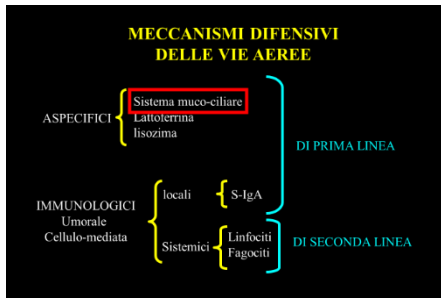 MECCANISMI DIFENSIVI
DELLE VIE AEREE
ASPECIFICI
Sistema muco-ciliare
Lattoferrina
lisozima
DI PRIMA LINEA
IMMUNOLOGICI
Umorale
Cellulo-mediata
locali
S-IgA
Sistemici
Linfociti
Fagociti
DI SECONDA LINEA